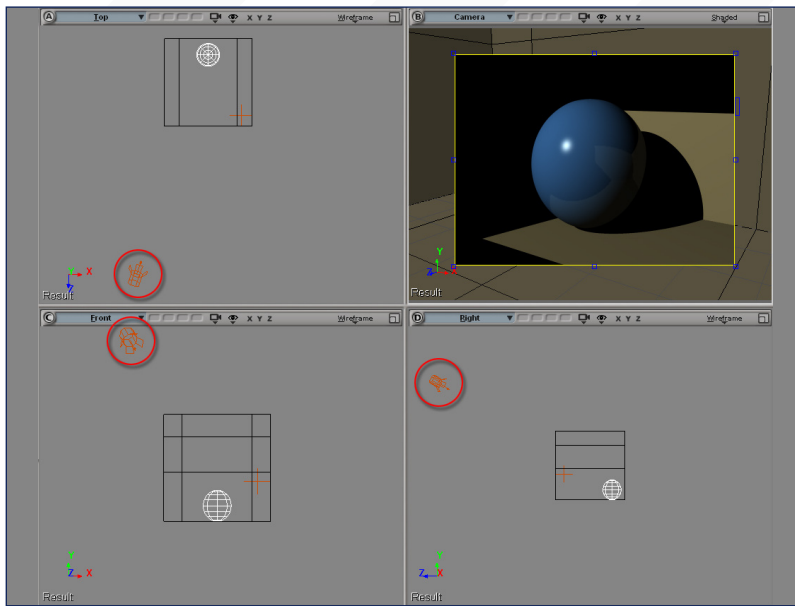 A Top X Y Z Wireframe
B Camera X Y Z Shaded
Y
X
Z
Result
Y
Z X
Result
C Front X Y Z Wireframe
D Right X Y Z Wireframe
Y
Z X
Result
Y
Z X
Result